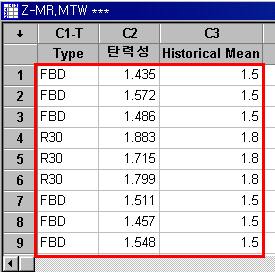 Z-MR.MTW ***
↓ C1-T C2 C3
Type 탄력성 Historical Mean
1 FBD 1.435 1.5
2 FBD 1.572 1.5
3 FBD 1.486 1.5
4 R30 1.883 1.8
5 R30 1.715 1.8
6 R30 1.799 1.8
7 FBD 1.511 1.5
8 FBD 1.457 1.5
9 FBD 1.548 1.5